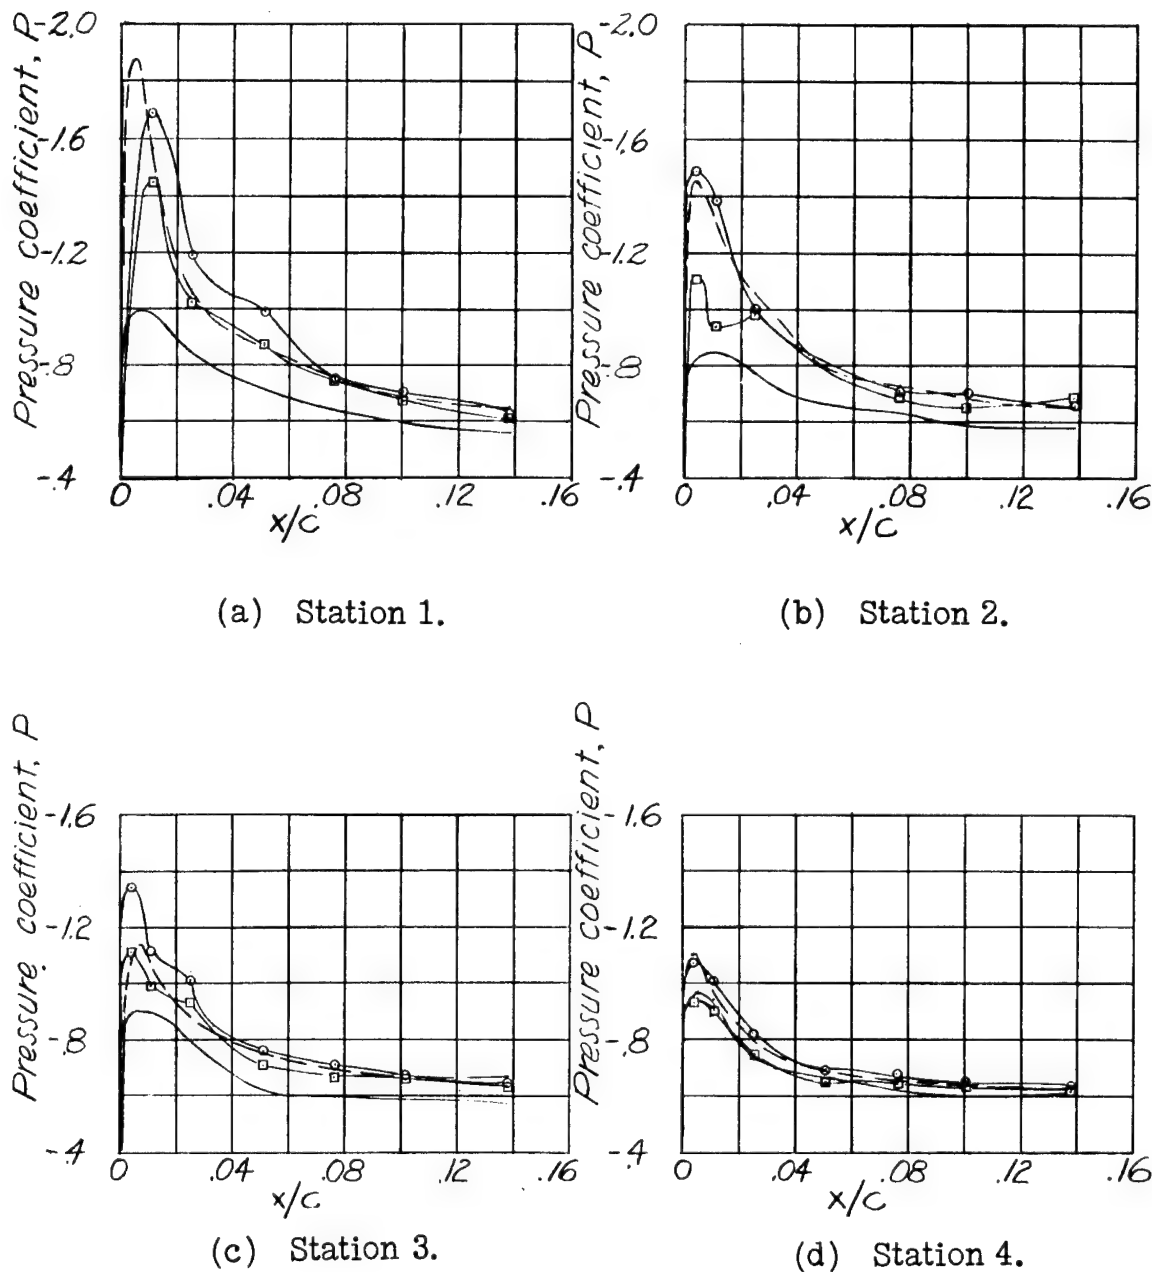 Pressure coefficient, P
-2.0
-1.6
-1.2
-.8
-.4
0 .04 .08 .12 .16
x/c
(a) Station 1.
Pressure coefficient, P
-2.0
-1.6
-1.2
-.8
-.4
0 .04 .08 .12 .16
x/c
(b) Station 2.
Pressure coefficient, P
-1.6
-1.2
-.8
-.4
0 .04 .08 .12 .16
x/c
(c) Station 3.
Pressure coefficient, P
-1.6
-1.2
-.8
-.4
0 .04 .08 .12 .16
x/c
(d) Station 4.